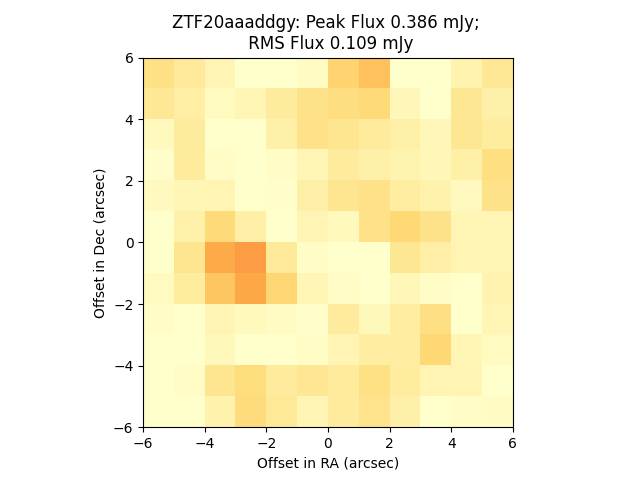 ZTF20aaaddgy: Peak Flux 0.386 mJy;
RMS Flux 0.109 mJy
6
4
2
0
−2
−4
−6
Offset in Dec (arcsec)
−6 −4 −2 0 2 4 6
Offset in RA (arcsec)